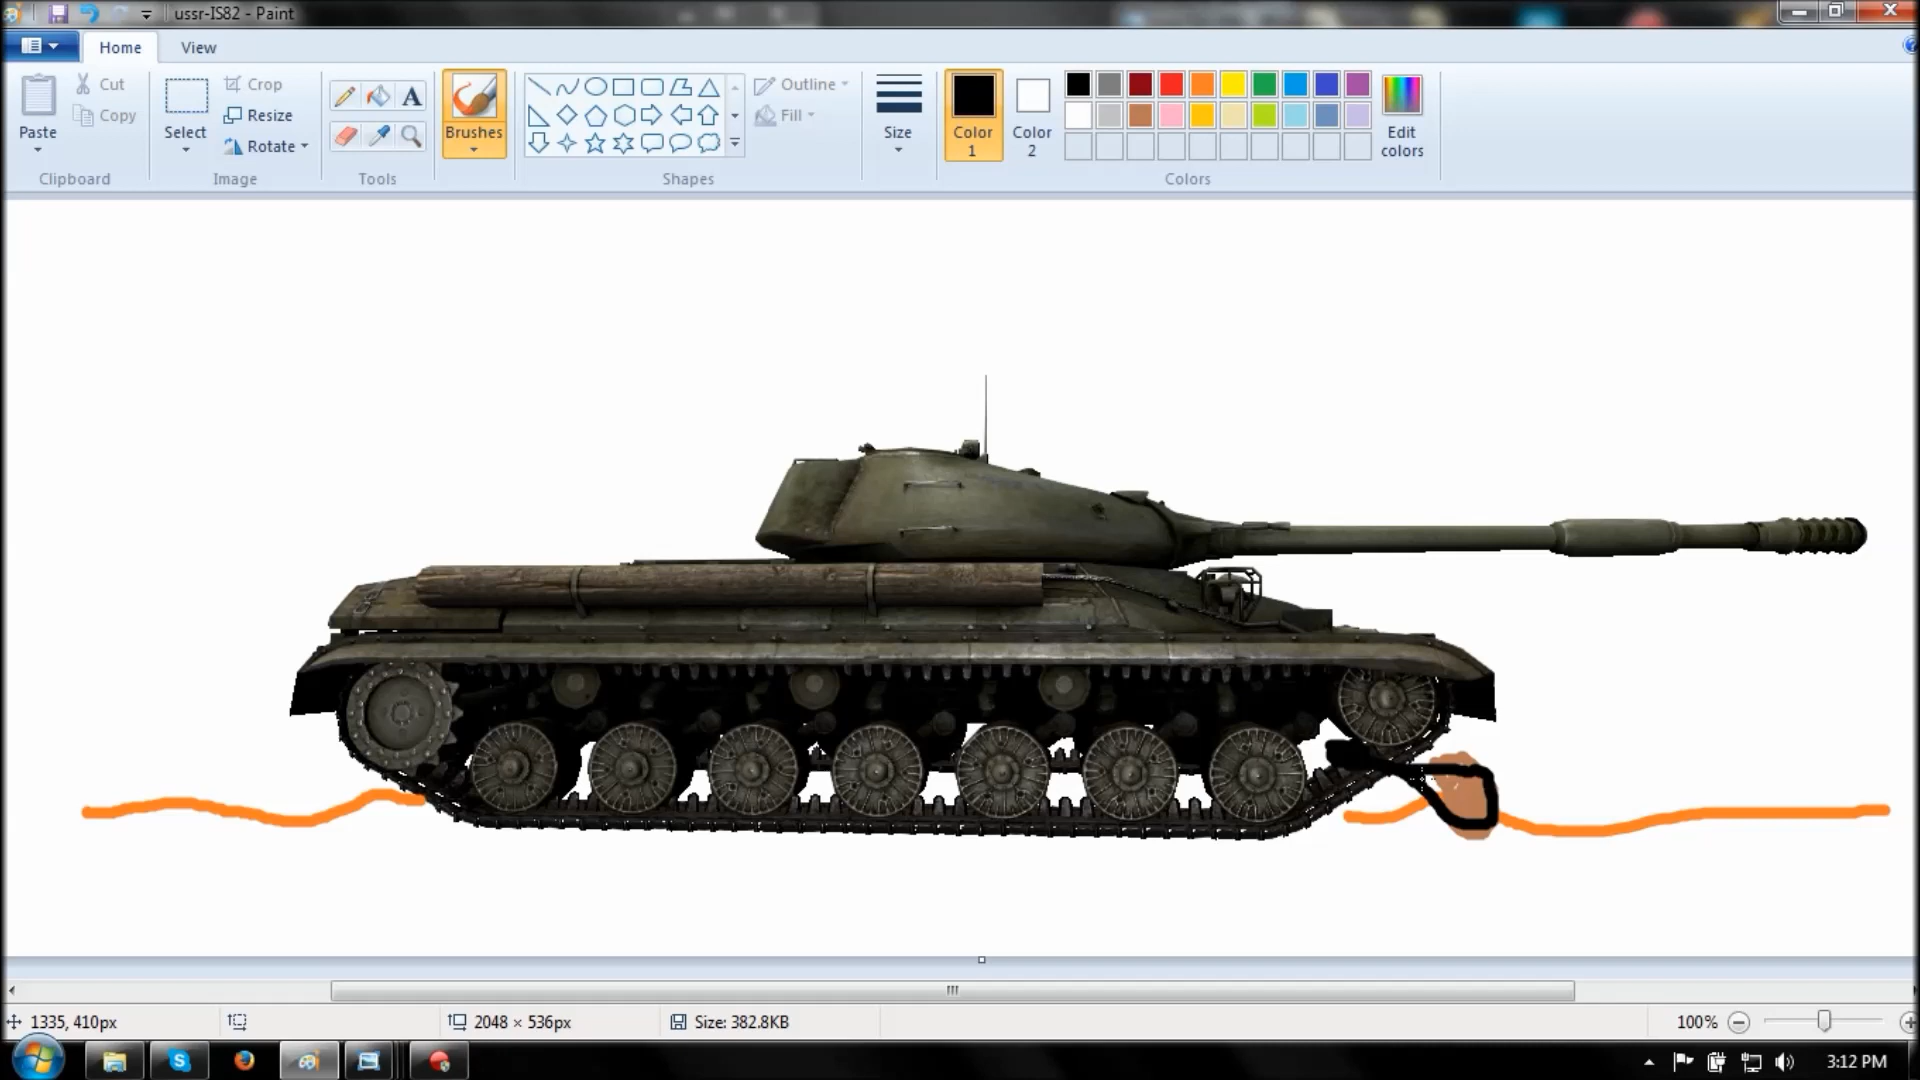 ussr-IS82 - Paint
Home View
Paste
Cut
Copy
Clipboard
Select
Crop
Resize
Rotate
Image
A
Tools
Brushes
Shapes
Outline
Fill
Size
Color 1
Color 2
Edit colors
Colors
1335, 410px
2048 × 536px
Size: 382.8KB
100%
3:12 PM